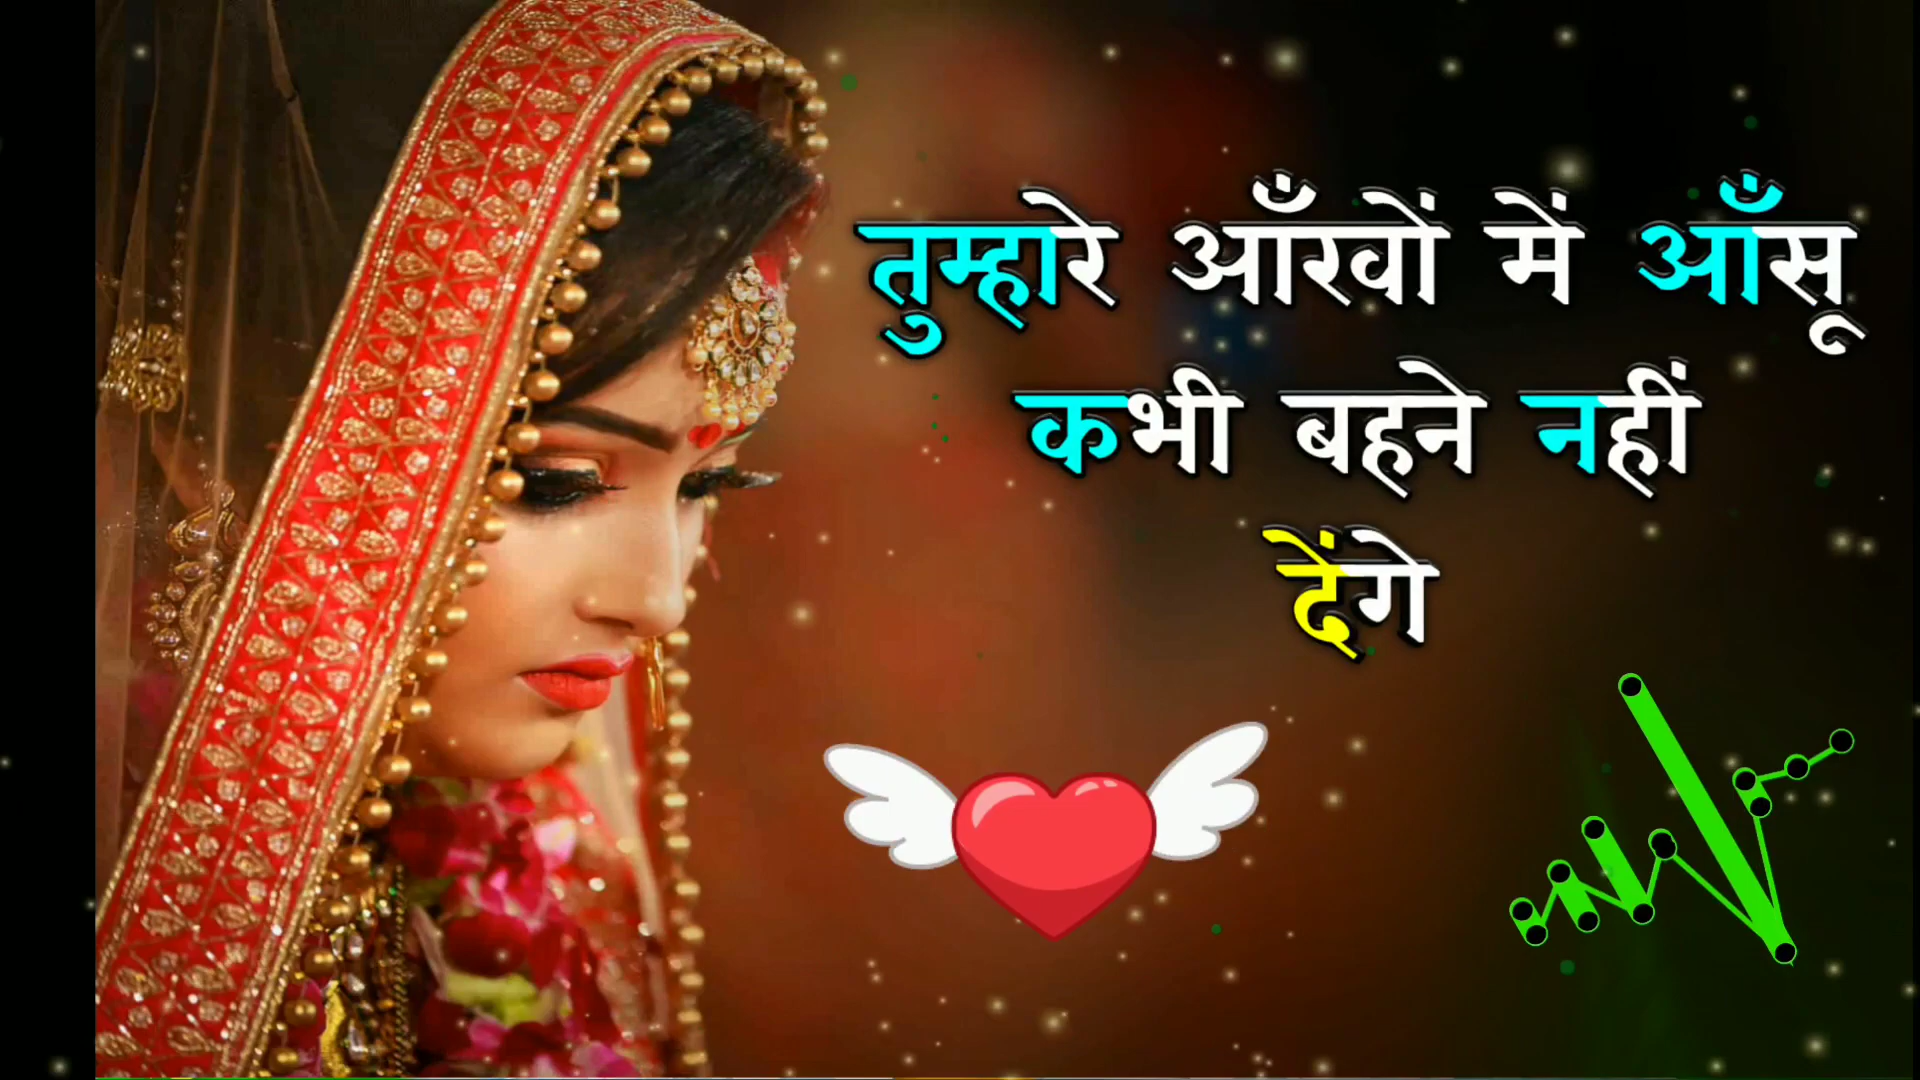 तुम्हारे आँखों में आँसू
कभी बहने नहीं
देंगे